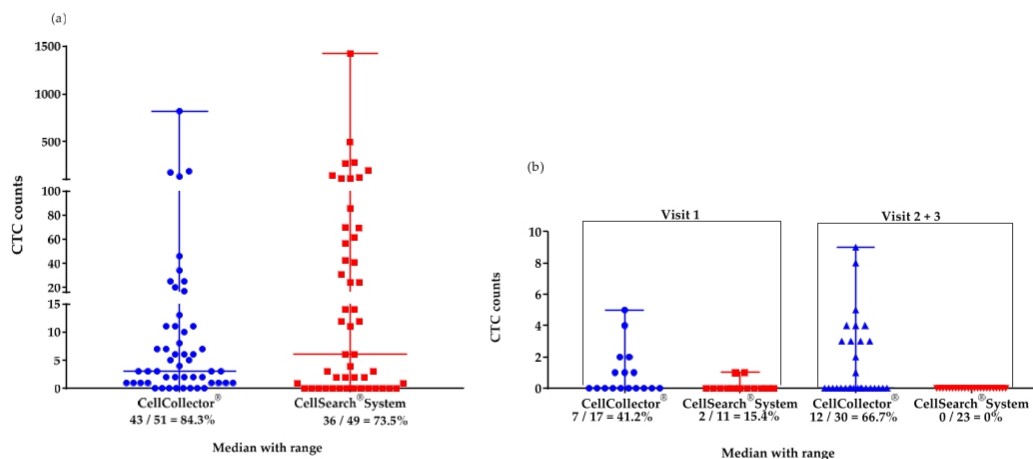 (a)
1500
1000
500
100
80
60
40
20
15
10
5
0
CTC counts
CellCollector®
CellSearch®System
43 / 51 = 84.3%
36 / 49 = 73.5%
Median with range
(b)
Visit 1
Visit 2 + 3
10
8
6
4
2
0
CTC counts
CellCollector®
CellSearch®System
CellCollector®
CellSearch®System
7 / 17 = 41.2%
2 / 11 = 15.4%
12 / 30 = 66.7%
0 / 23 = 0%
Median with range